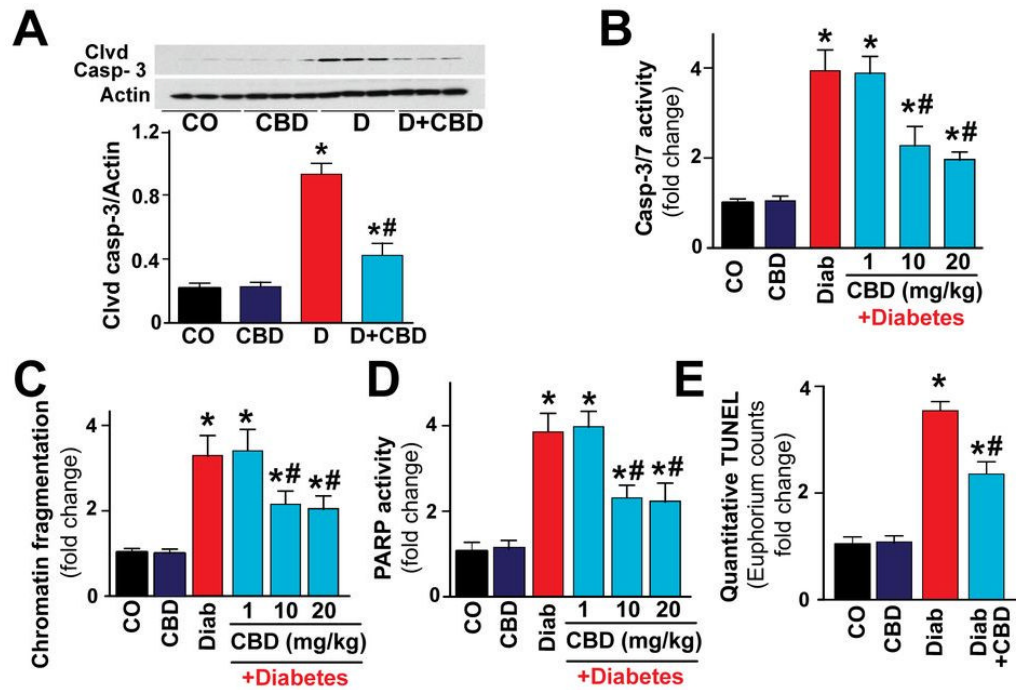 A
Clvd
Casp- 3
Actin
CO CBD D D+CBD
Clvd casp-3/Actin
1.2
0.8
0.4
0
*
*#
CO CBD D D+CBD
B
Casp-3/7 activity
(fold change)
4
2
0
* *
*# *#
CO CBD Diab 1 10 20
CBD (mg/kg)
+Diabetes
C
Chromatin fragmentation
(fold change)
4
2
0
* *
*# *#
CO CBD Diab 1 10 20
CBD (mg/kg)
+Diabetes
D
PARP activity
(fold change)
4
2
0
* *
*# *#
CO CBD Diab 1 10 20
CBD (mg/kg)
+Diabetes
E
Quantitative TUNEL
(Euphorium counts
fold change)
4
2
0
*
*#
CO CBD Diab Diab
+CBD